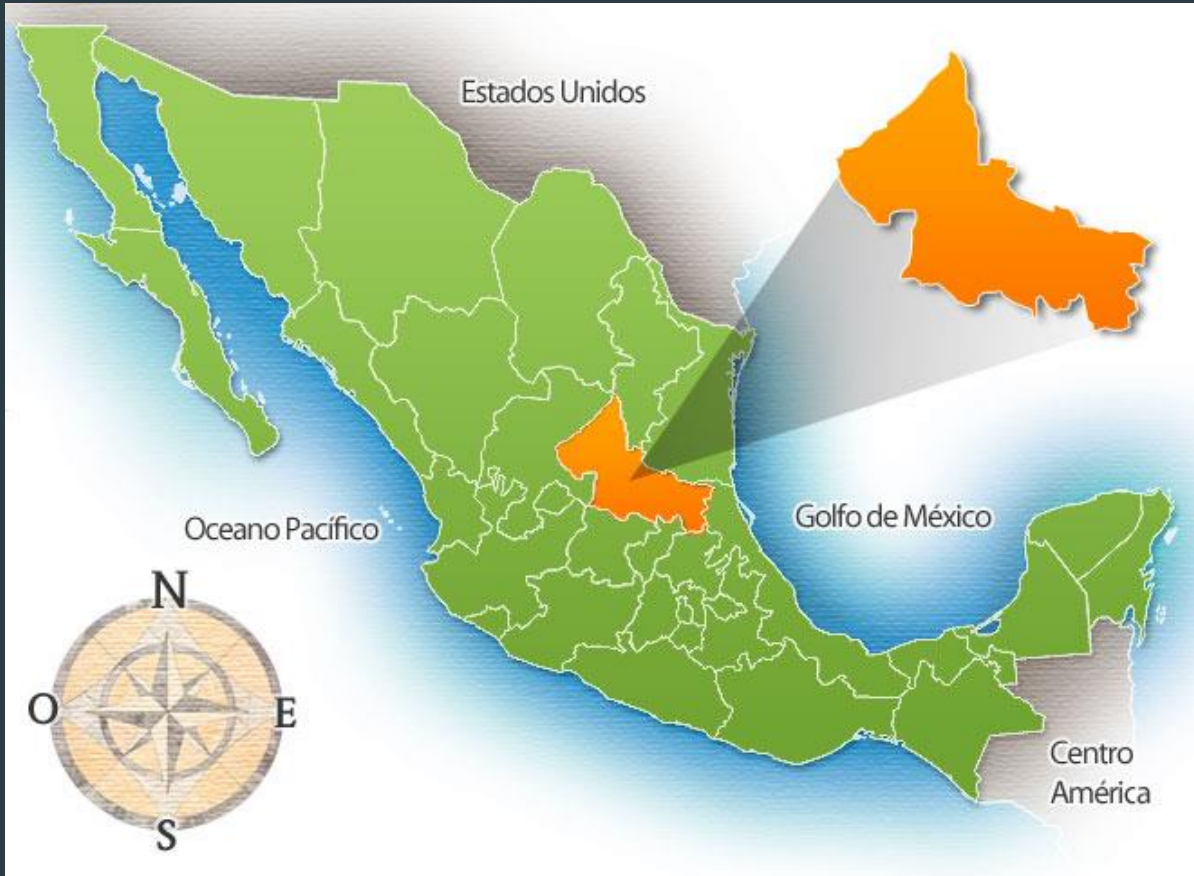 Estados Unidos
Golfo de México
Oceano Pacífico
N
O
E
S
Centro
América